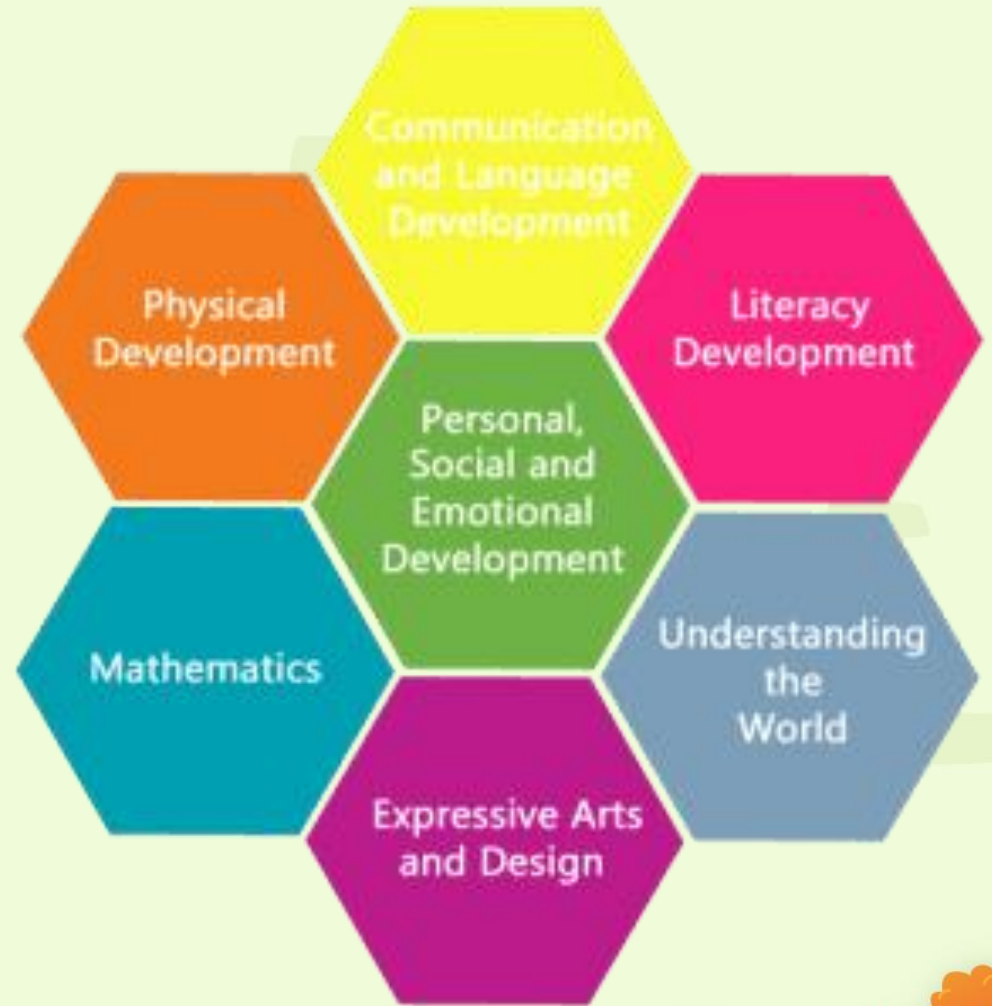 Communication
and Language
Development
Physical
Development
Literacy
Development
Personal,
Social and
Emotional
Development
Mathematics
Understanding
the
World
Expressive Arts
and Design